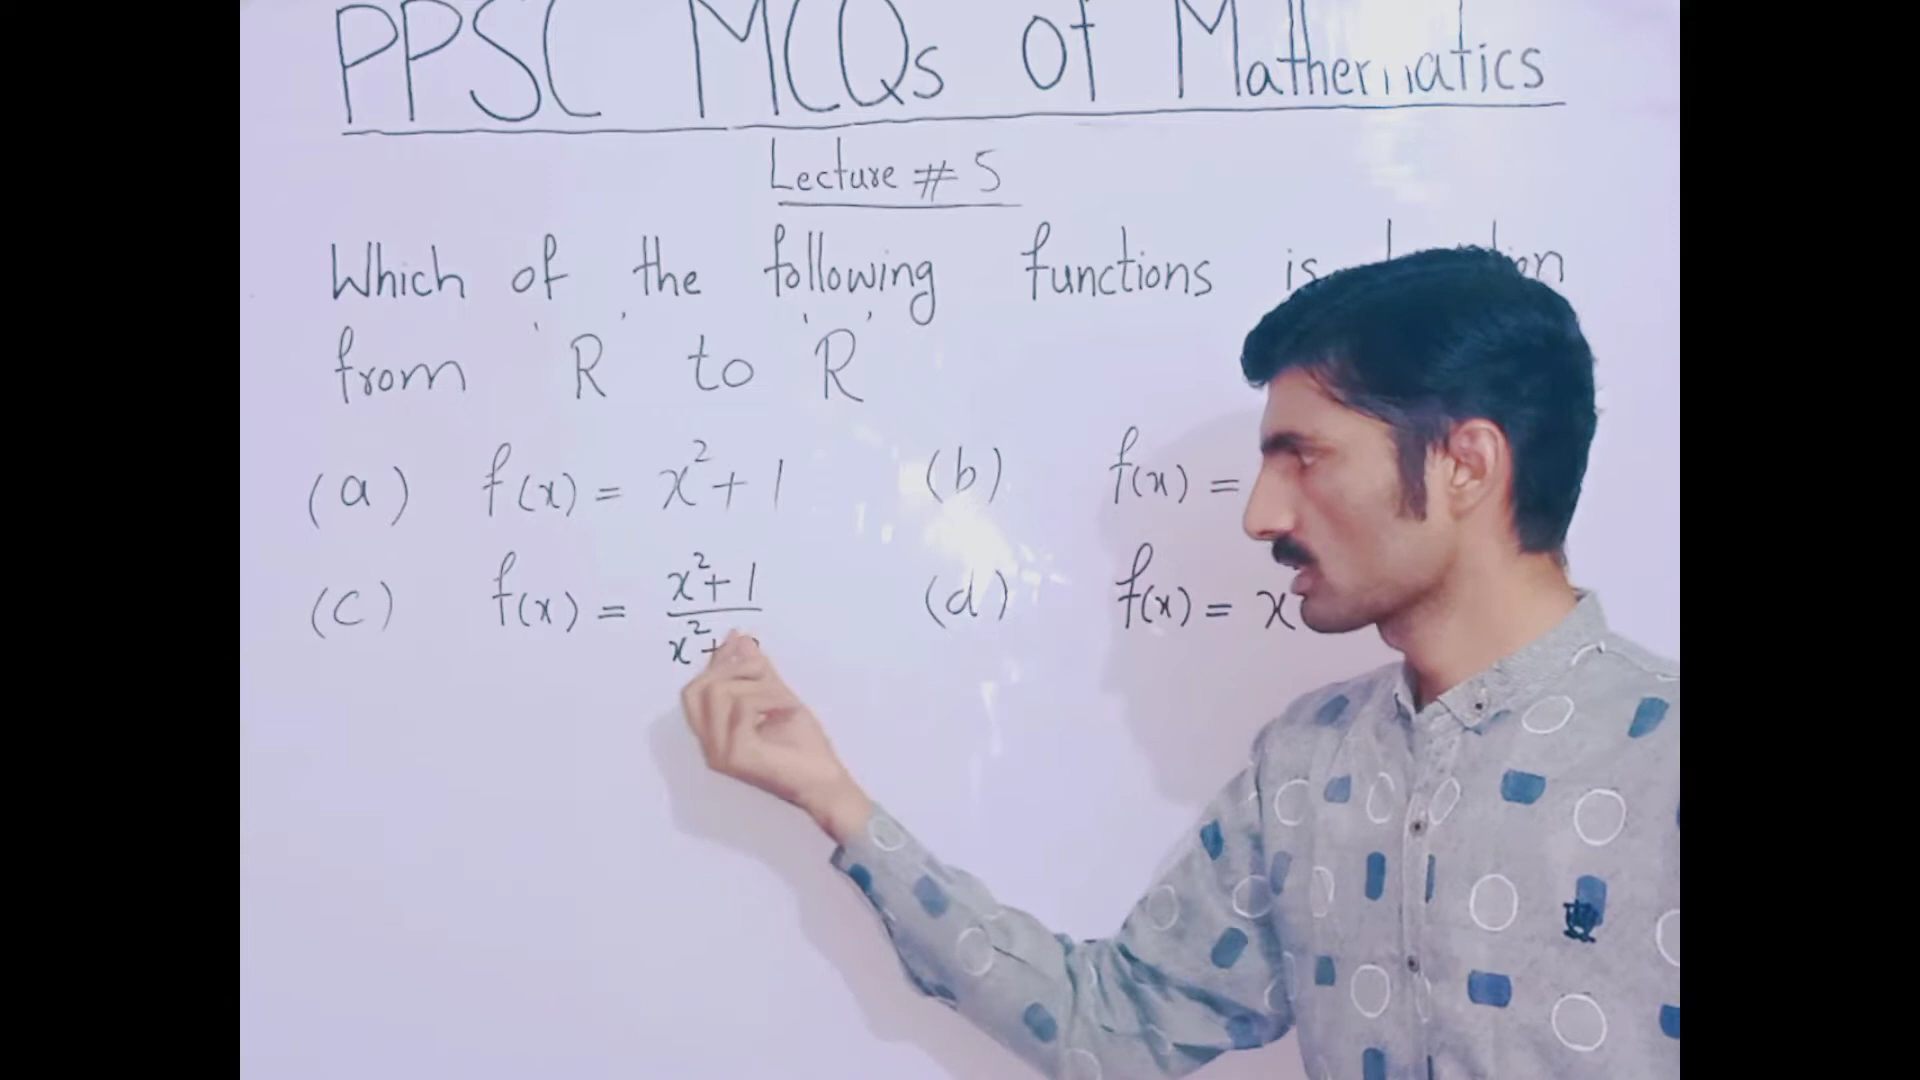 PPSC MCQs of Mathematics
Lecture # 5
Which of the following functions is
from 'R' to 'R'
(a) f(x) = x²+1 (b) f(x) =
(c) f(x) = x²+1 / x²+ (d) f(x) = x